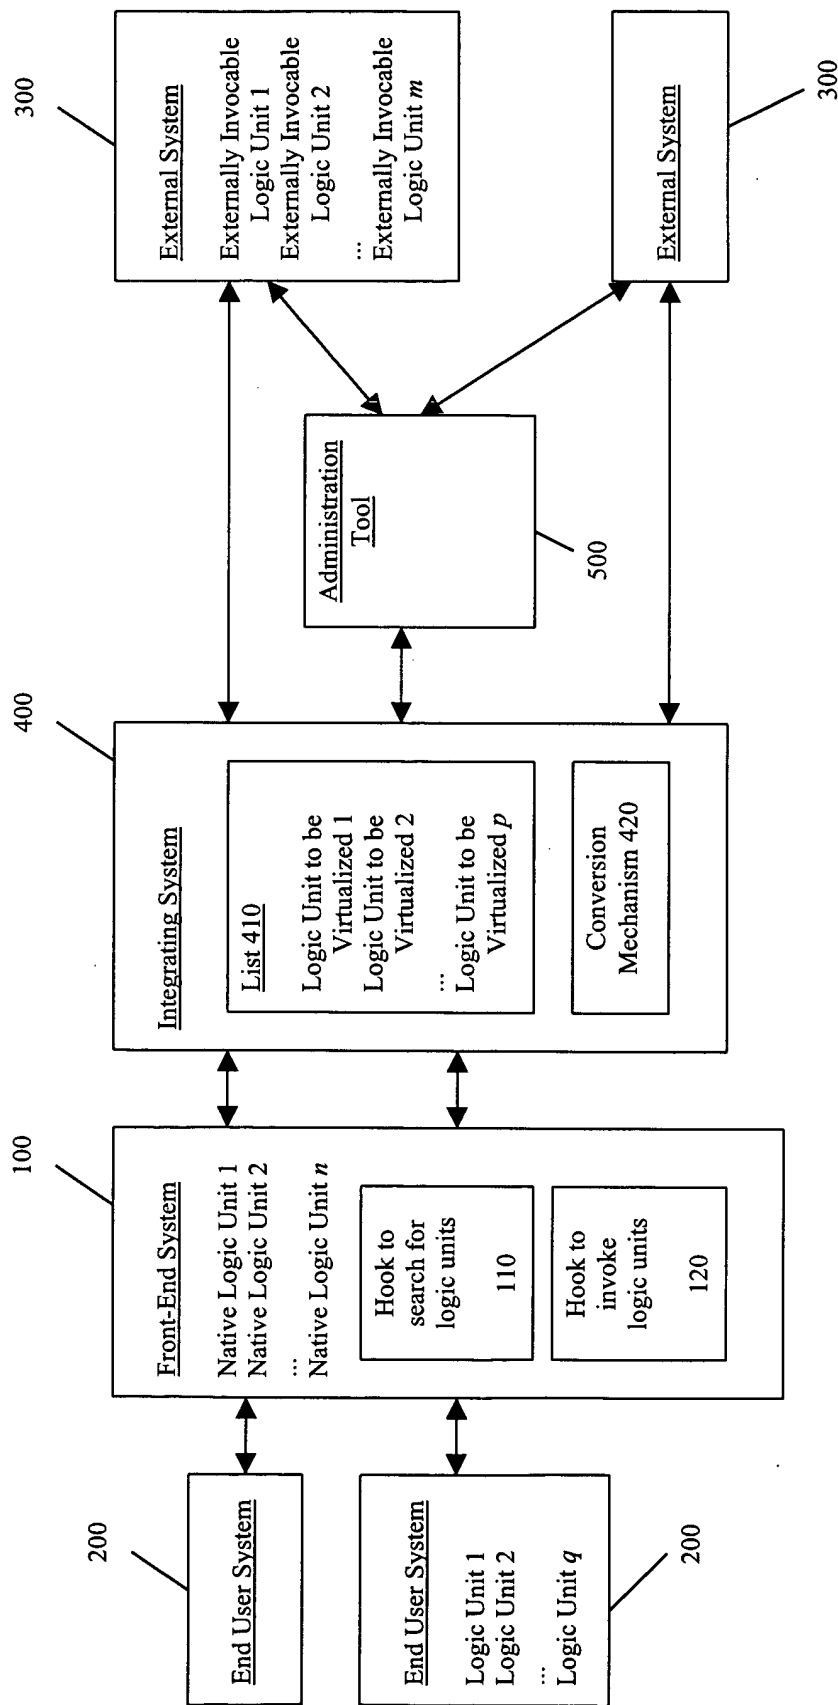 200
End User System
End User System
Logic Unit 1
Logic Unit 2
...
Logic Unit q
200
100
Front-End System
Native Logic Unit 1
Native Logic Unit 2
...
Native Logic Unit n
Hook to
search for
logic units
110
Hook to
invoke
logic units
120
400
Integrating System
List 410
Logic Unit to be
Virtualized 1
Logic Unit to be
Virtualized 2
...
Logic Unit to be
Virtualized p
Conversion
Mechanism 420
Administration
Tool
500
300
External System
Externally Invocable
Logic Unit 1
Externally Invocable
Logic Unit 2
...
Externally Invocable
Logic Unit m
External System
300